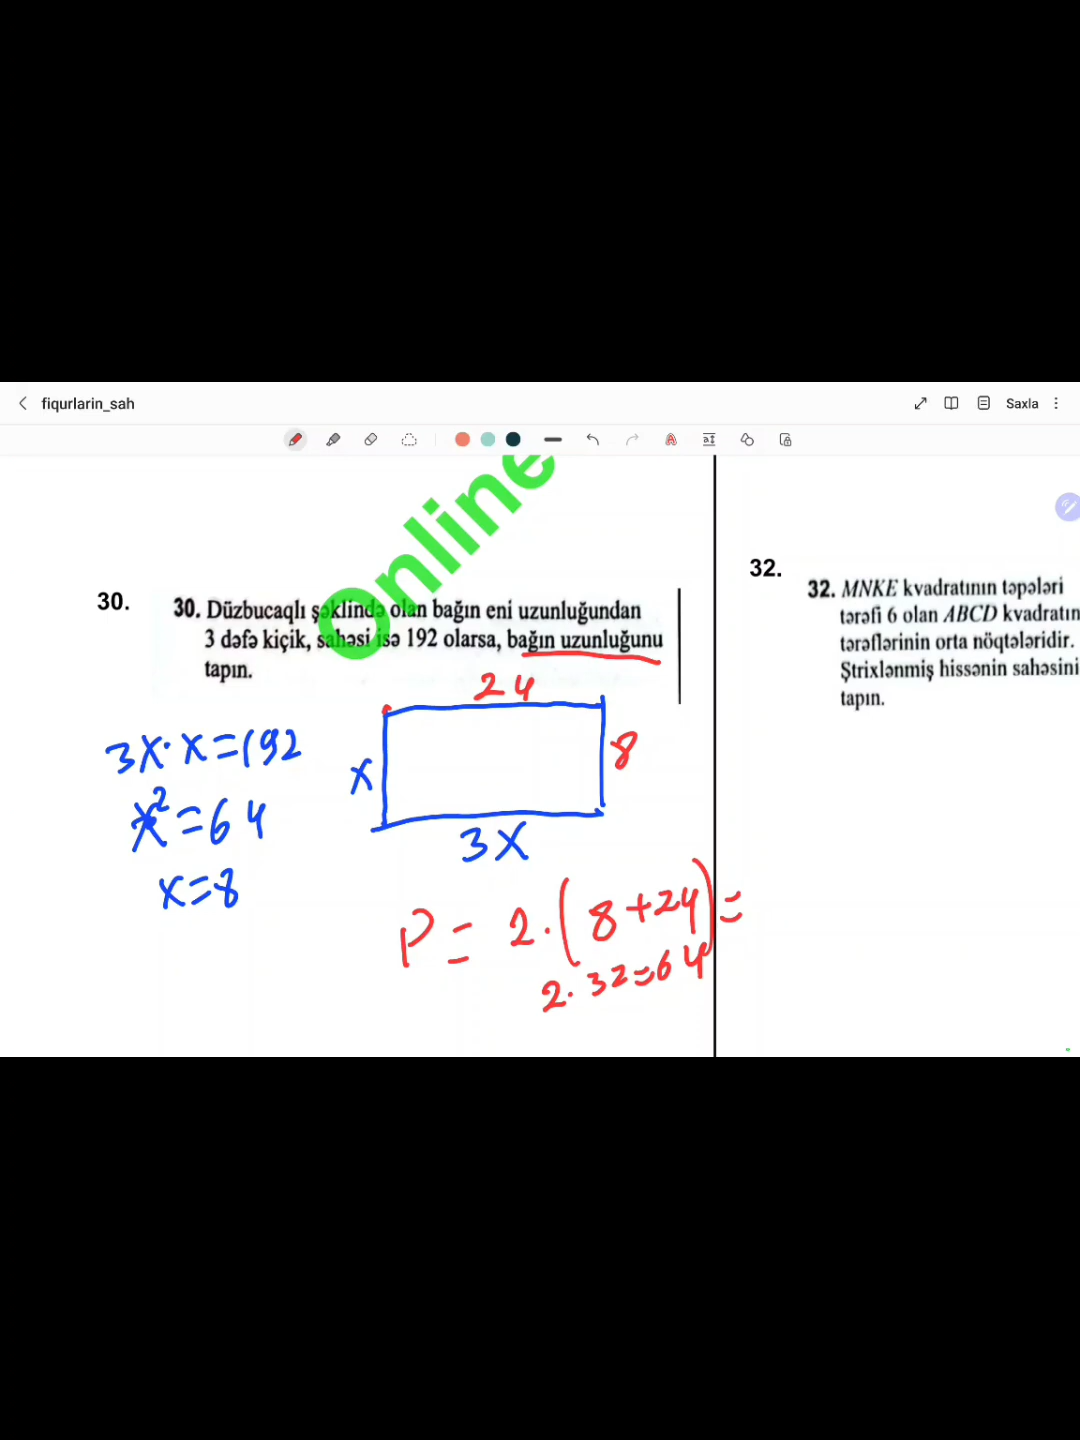 fiqurlarin_sah
Saxla
Online
30.
30. Düzbucaqlı şəklində olan bağın eni uzunluğundan
3 dəfə kiçik, sahəsi isə 192 olarsa, bağın uzunluğunu
tapın.
24
3x·x=192
x
8
x²=64
3x
x=8
P= 2·(8+24)=
2·32=64
32.
32. MNKE kvadratının təpələri
tərəfi 6 olan ABCD kvadratın
tərəflərinin orta nöqtələridir.
Ştrixlənmiş hissənin sahəsini
tapın.